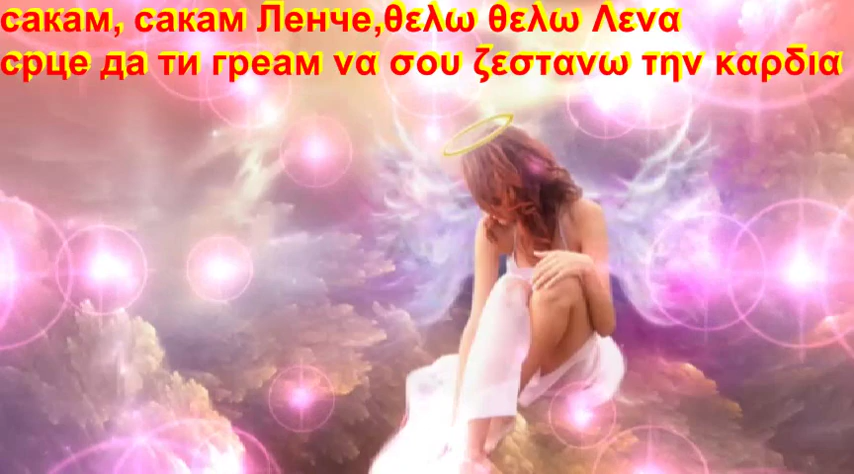 сакам, сакам Ленче,θελω θελω Λενα
срце да ти греам να σου ζεστανω την καρδια